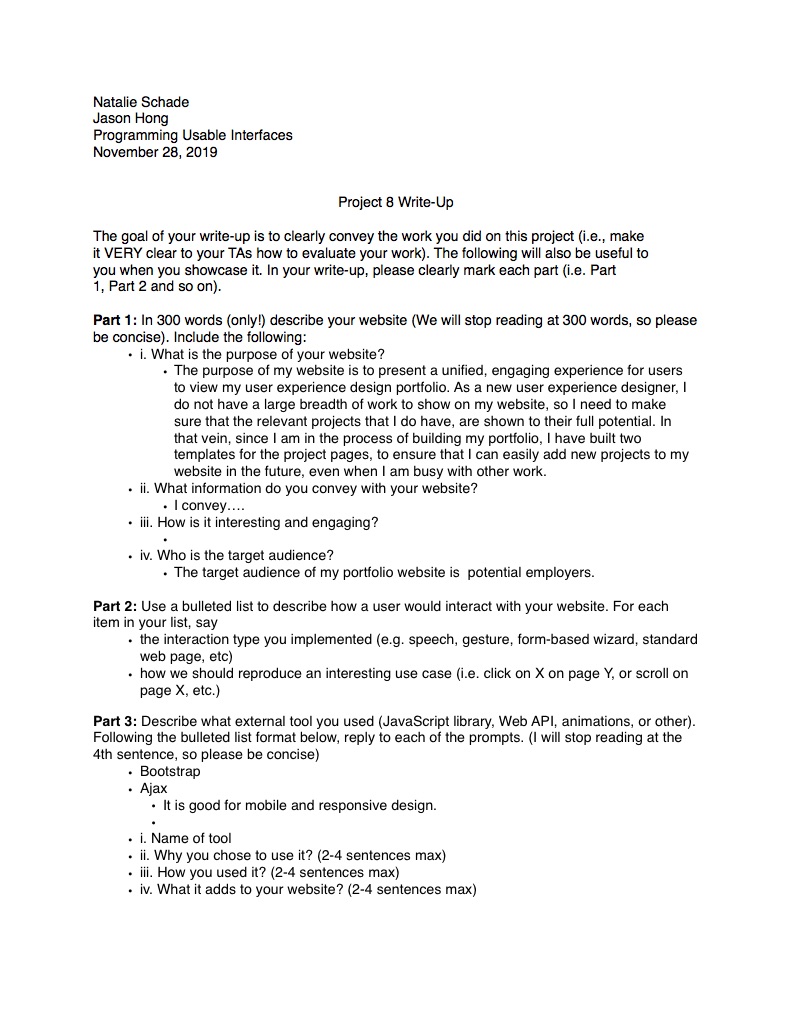 Natalie Schade
Jason Hong
Programming Usable Interfaces
November 28, 2019
Project 8 Write-Up
The goal of your write-up is to clearly convey the work you did on this project (i.e., make
it VERY clear to your TAs how to evaluate your work). The following will also be useful to
you when you showcase it. In your write-up, please clearly mark each part (i.e. Part
1, Part 2 and so on).
Part 1: In 300 words (only!) describe your website (We will stop reading at 300 words, so please
be concise). Include the following:
• i. What is the purpose of your website?
• The purpose of my website is to present a unified, engaging experience for users
to view my user experience design portfolio. As a new user experience designer, I
do not have a large breadth of work to show on my website, so I need to make
sure that the relevant projects that I do have, are shown to their full potential. In
that vein, since I am in the process of building my portfolio, I have built two
templates for the project pages, to ensure that I can easily add new projects to my
website in the future, even when I am busy with other work.
• ii. What information do you convey with your website?
• I convey….
• iii. How is it interesting and engaging?
•
• iv. Who is the target audience?
• The target audience of my portfolio website is  potential employers.
Part 2: Use a bulleted list to describe how a user would interact with your website. For each
item in your list, say
• the interaction type you implemented (e.g. speech, gesture, form-based wizard, standard
web page, etc)
• how we should reproduce an interesting use case (i.e. click on X on page Y, or scroll on
page X, etc.)
Part 3: Describe what external tool you used (JavaScript library, Web API, animations, or other).
Following the bulleted list format below, reply to each of the prompts. (I will stop reading at the
4th sentence, so please be concise)
• Bootstrap
• Ajax
• It is good for mobile and responsive design.
•
• i. Name of tool
• ii. Why you chose to use it? (2-4 sentences max)
• iii. How you used it? (2-4 sentences max)
• iv. What it adds to your website? (2-4 sentences max)